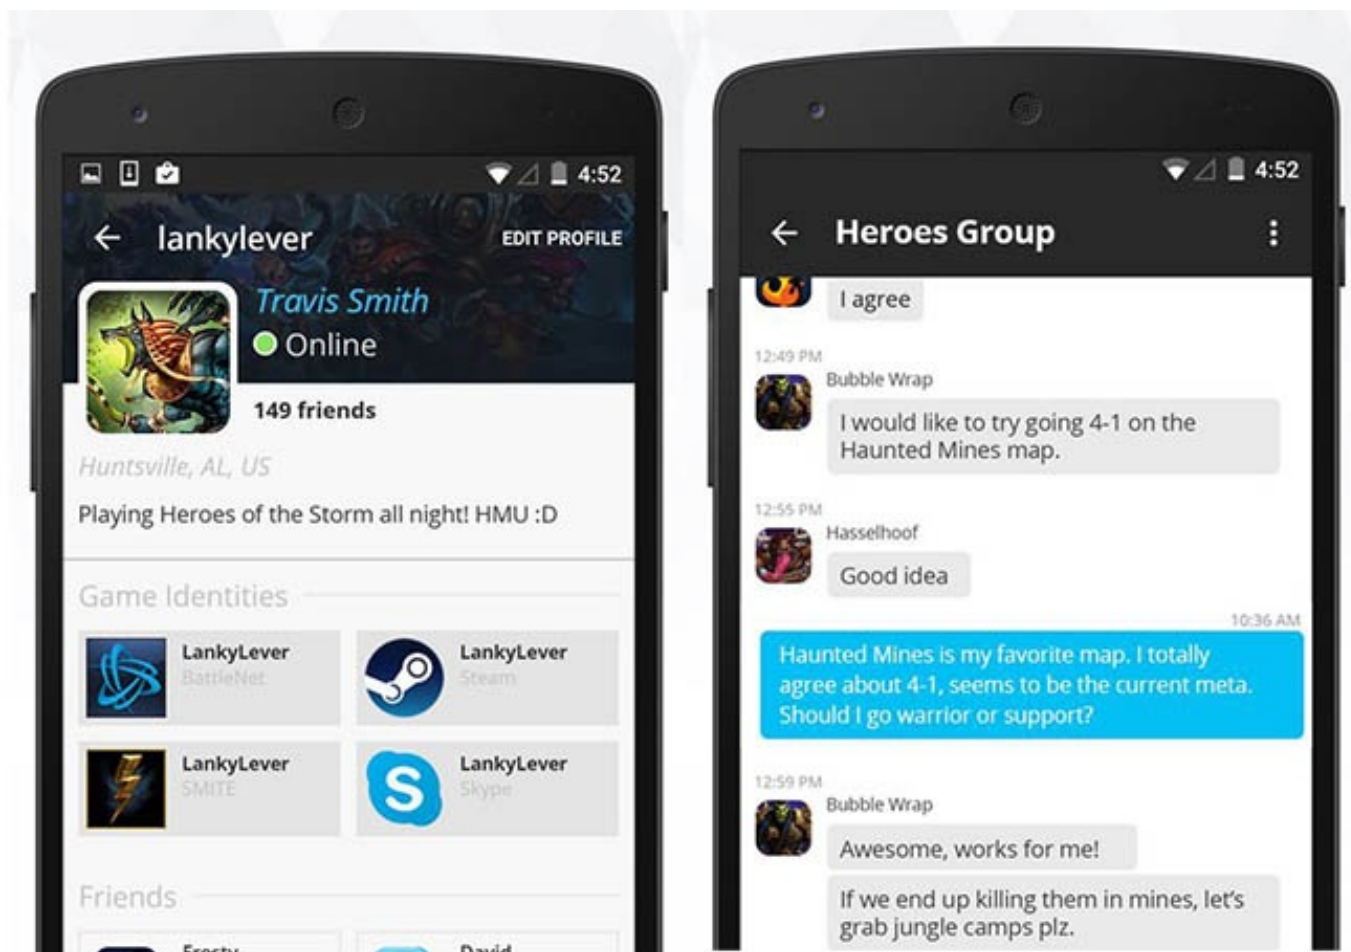 4:52
lankylever
EDIT PROFILE
Travis Smith
Online
149 friends
Huntsville, AL, US
Playing Heroes of the Storm all night! HMU :D
Game Identities
LankyLever
BattleNet
LankyLever
Steam
LankyLever
SMITE
S
LankyLever
Skype
Friends
Frosty
David
4:52
Heroes Group
I agree
12:49 PM
Bubble Wrap
I would like to try going 4-1 on the
Haunted Mines map.
12:55 PM
Hasselhoof
Good idea
10:36 AM
Haunted Mines is my favorite map. I totally
agree about 4-1, seems to be the current meta.
Should I go warrior or support?
12:59 PM
Bubble Wrap
Awesome, works for me!
If we end up killing them in mines, let's
grab jungle camps plz.